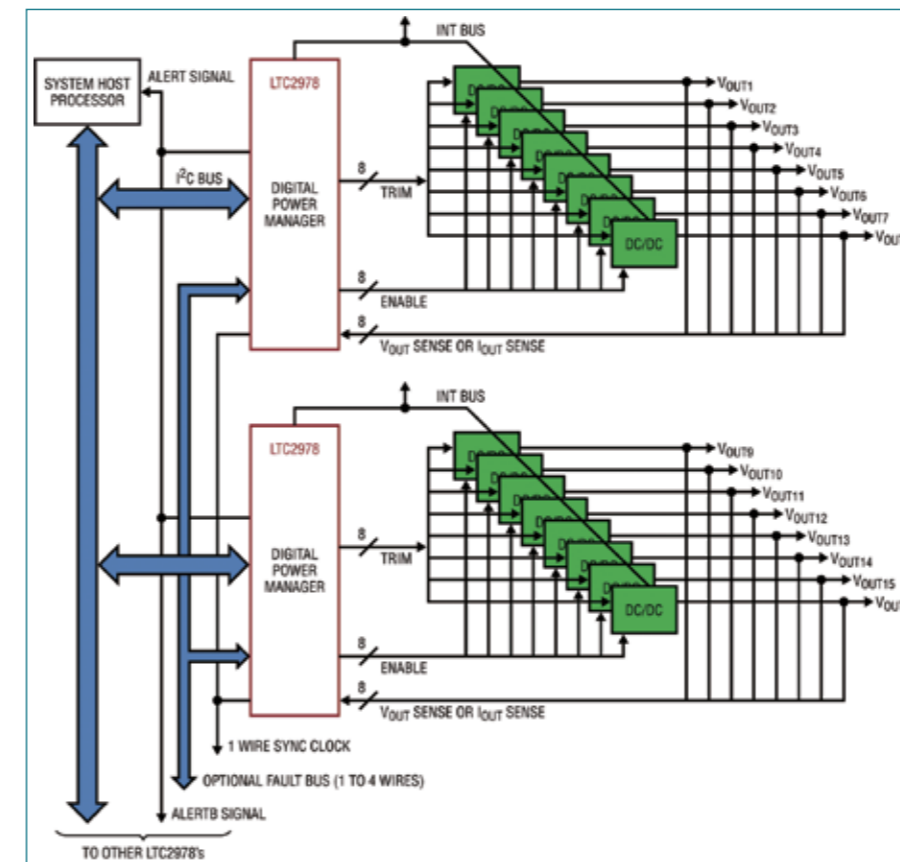 INT BUS
SYSTEM HOST
PROCESSOR
ALERT SIGNAL
LTC2978
I²C BUS
DIGITAL
POWER
MANAGER
8
TRIM
8
ENABLE
8
VOUT SENSE OR IOUT SENSE
DC/DC
VOUT1
VOUT2
VOUT3
VOUT4
VOUT5
VOUT6
VOUT7
VOUT
INT BUS
LTC2978
DIGITAL
POWER
MANAGER
8
TRIM
8
ENABLE
8
VOUT SENSE OR IOUT SENSE
DC/DC
VOUT9
VOUT10
VOUT11
VOUT12
VOUT13
VOUT14
VOUT15
VOUT
1 WIRE SYNC CLOCK
OPTIONAL FAULT BUS (1 TO 4 WIRES)
ALERTB SIGNAL
TO OTHER LTC2978's